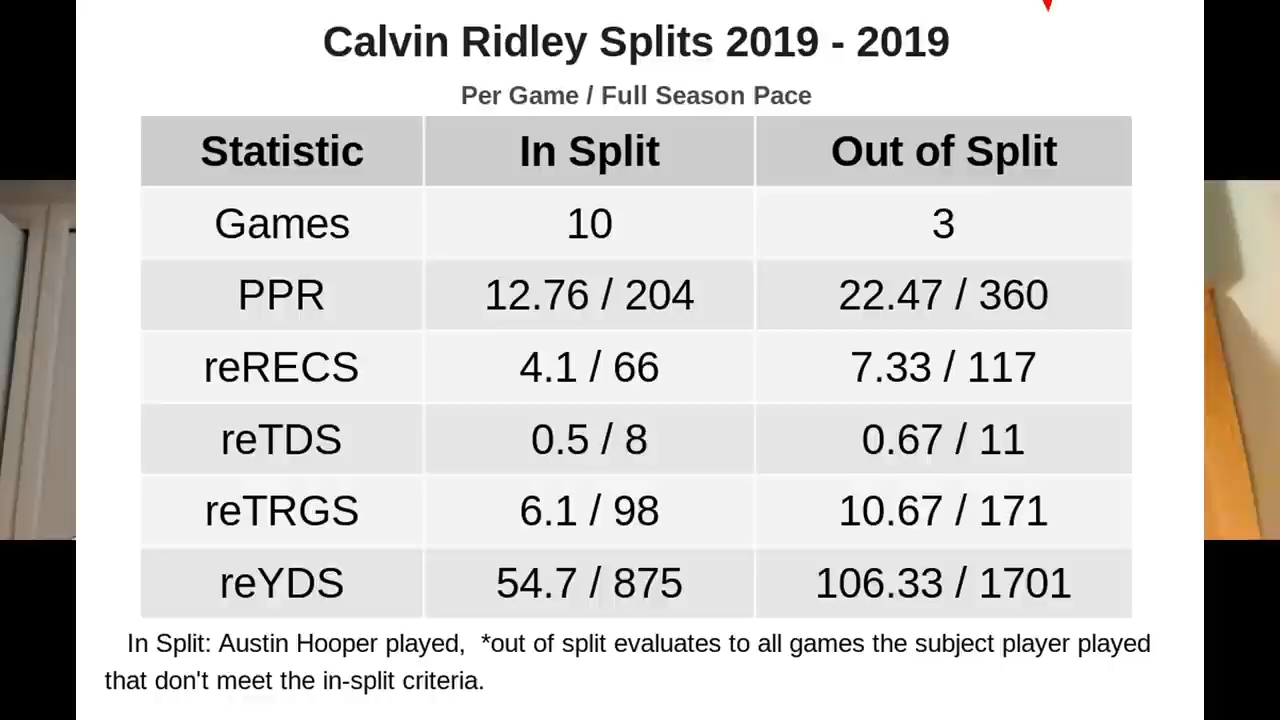 Calvin Ridley Splits 2019 - 2019
Per Game / Full Season Pace
Statistic In Split Out of Split
Games 10 3
PPR 12.76 / 204 22.47 / 360
reRECS 4.1 / 66 7.33 / 117
reTDS 0.5 / 8 0.67 / 11
reTRGS 6.1 / 98 10.67 / 171
reYDS 54.7 / 875 106.33 / 1701
In Split: Austin Hooper played, *out of split evaluates to all games the subject player played
that don't meet the in-split criteria.